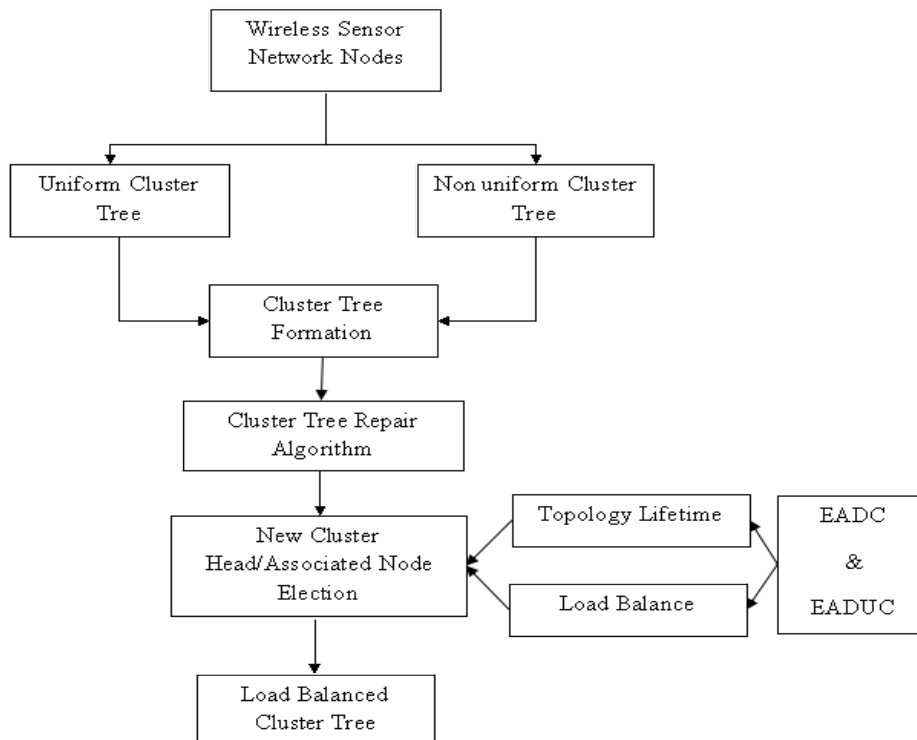 Wireless Sensor
Network Nodes
Uniform Cluster
Tree
Non uniform Cluster
Tree
Cluster Tree
Formation
Cluster Tree Repair
Algorithm
New Cluster
Head/Associated Node
Election
Topology Lifetime
Load Balance
EADC
&
EADUC
Load Balanced
Cluster Tree